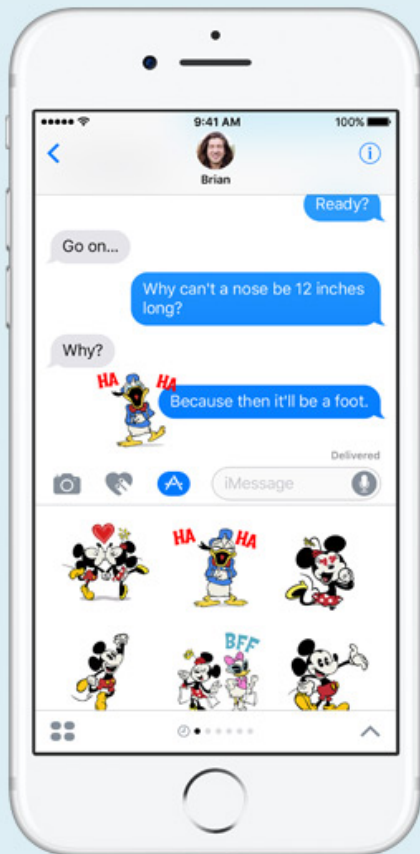 9:41 AM
100%
Brian
Ready?
Go on...
Why can't a nose be 12 inches
long?
Why?
HA HA
Because then it'll be a foot.
Delivered
iMessage
HA HA
BFF